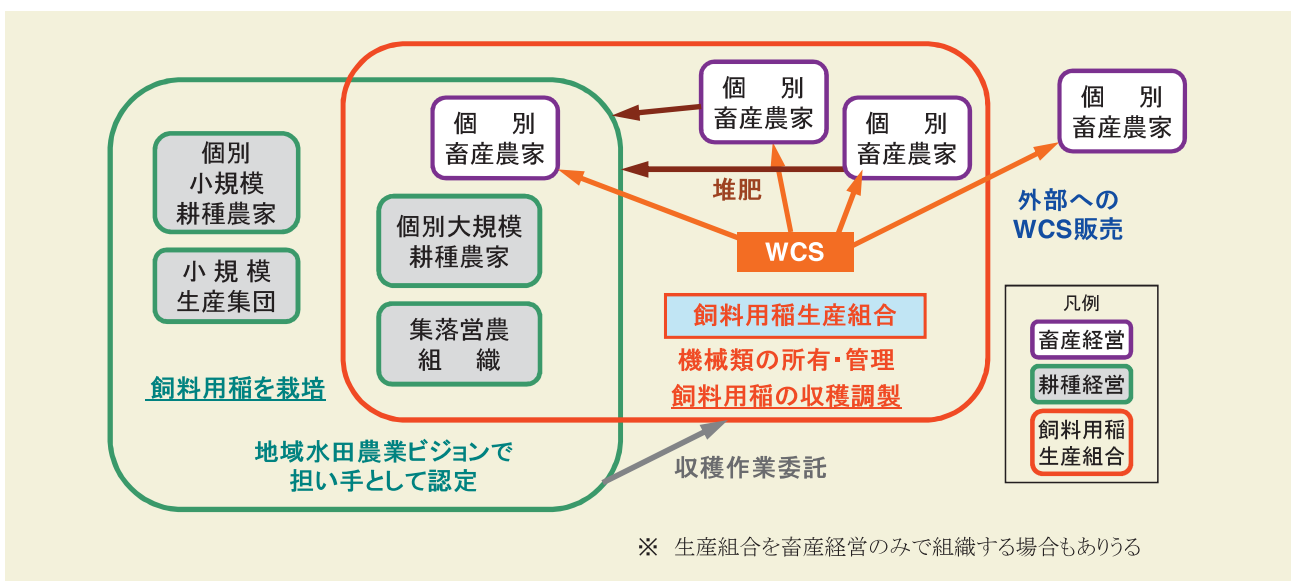 個別
小規模
耕種農家
小規模
生産集団
飼料用稲を栽培
地域水田農業ビジョンで
担い手として認定
個　別
畜産農家
個別大規模
耕種農家
集落営農
組　織
個　別
畜産農家
個　別
畜産農家
堆肥
WCS
飼料用稲生産組合
機械類の所有・管理
飼料用稲の収穫調製
収穫作業委託
個　別
畜産農家
外部への
WCS販売
凡例
畜産経営
耕種経営
飼料用稲
生産組合
※ 生産組合を畜産経営のみで組織する場合もありうる